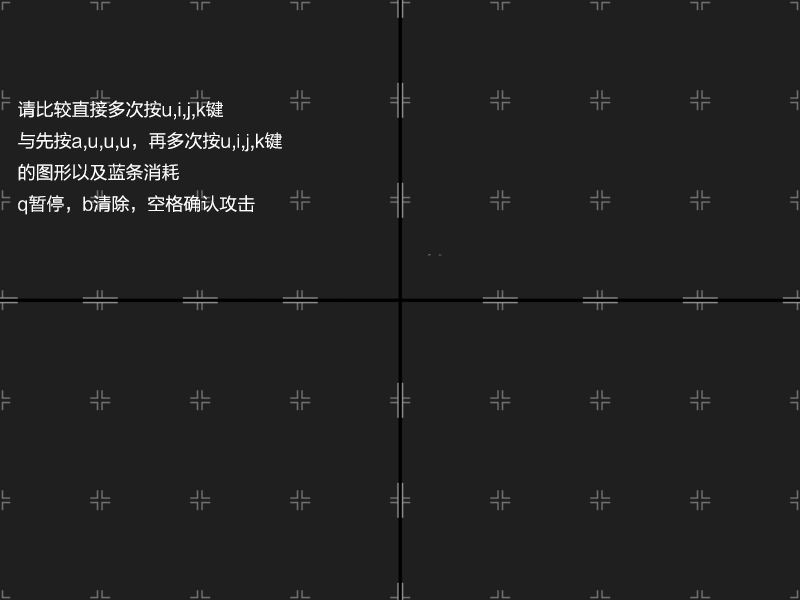 请比较直接多次按u,i,j,k键
与先按a,u,u,u，再多次按u,i,j,k键
的图形以及蓝条消耗
q暂停，b清除，空格确认攻击